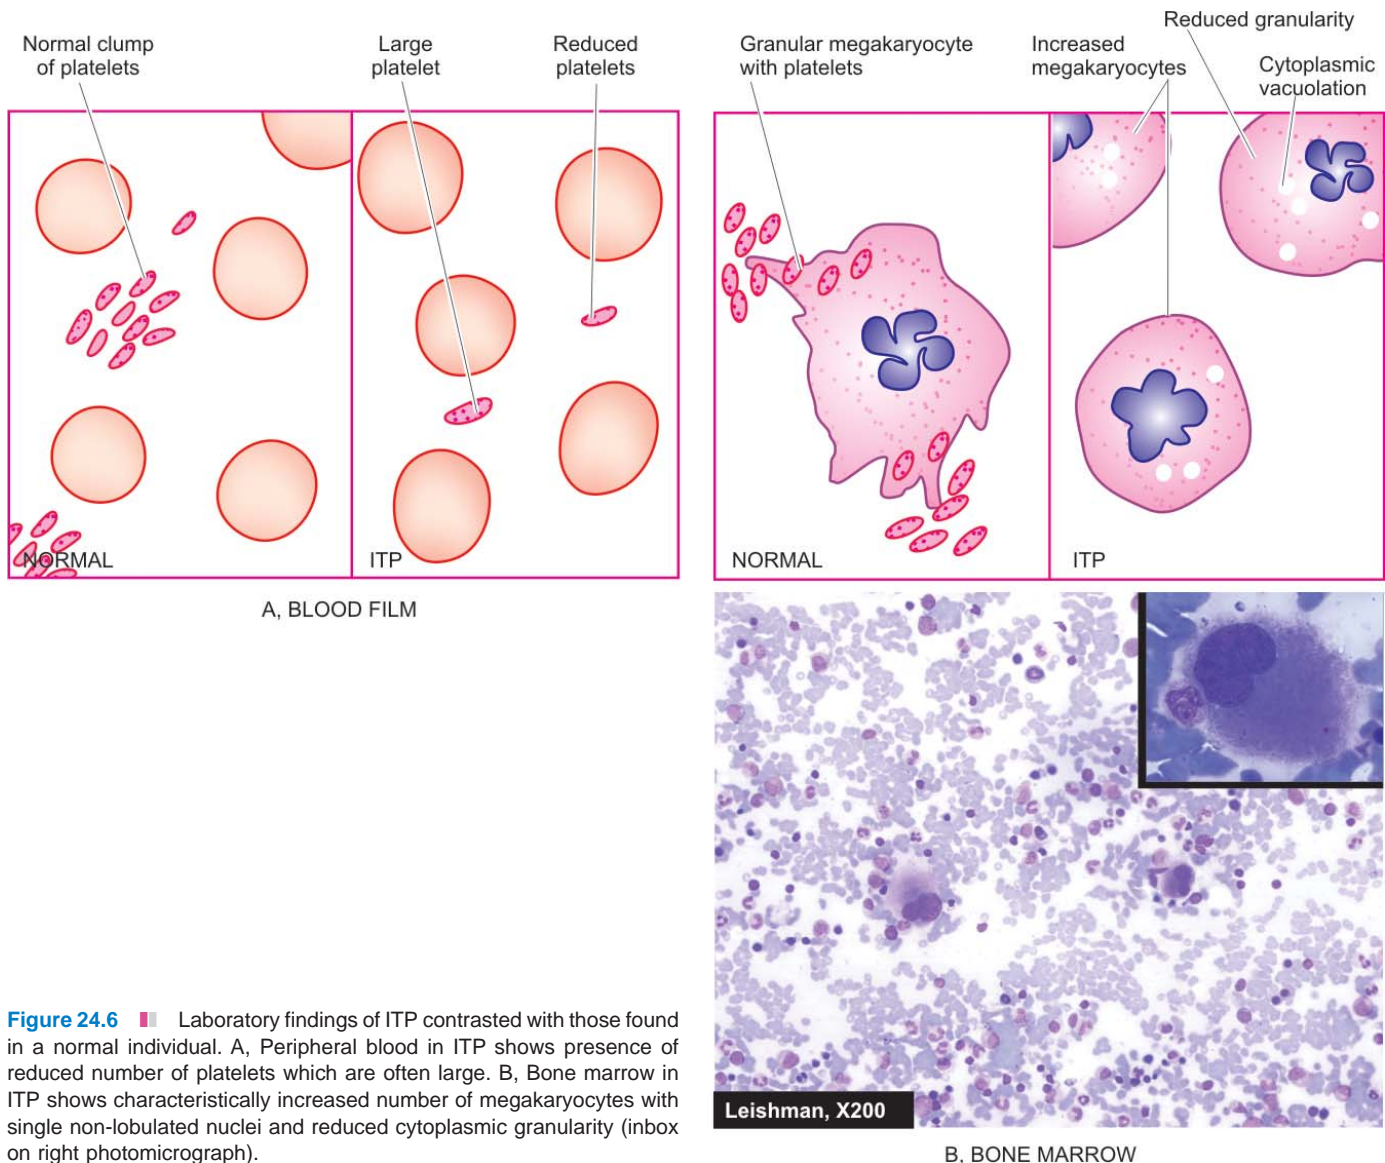 Normal clump
of platelets
Large
platelet
Reduced
platelets
NORMAL
ITP
A, BLOOD FILM
Granular megakaryocyte
with platelets
Increased
megakaryocytes
Reduced granularity
Cytoplasmic
vacuolation
NORMAL
ITP
Leishman, X200
B, BONE MARROW
Figure 24.6 Laboratory findings of ITP contrasted with those found
in a normal individual. A, Peripheral blood in ITP shows presence of
reduced number of platelets which are often large. B, Bone marrow in
ITP shows characteristically increased number of megakaryocytes with
single non-lobulated nuclei and reduced cytoplasmic granularity (inbox
on right photomicrograph).